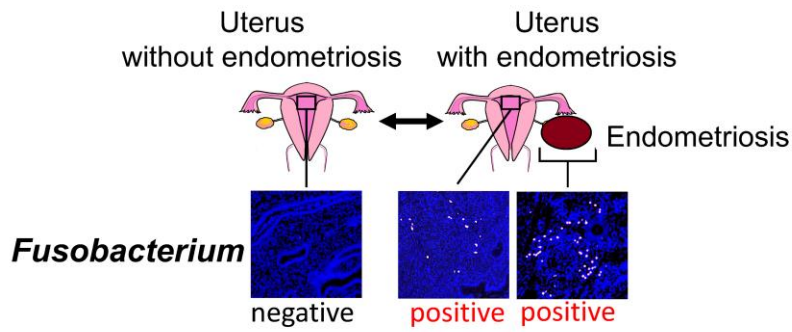 Uterus
without endometriosis
Uterus
with endometriosis
Endometriosis
Fusobacterium
negative
positive
positive